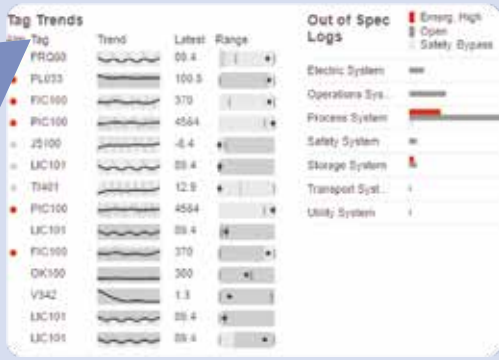 Tag Trends
Tag Trend Latest Range
FRQ00 89.4
PL033 100.5
FIC100 370
PIC100 4564
J5100 -8.4
LIC101 89.4
TI401 12.9
PIC100 4564
LIC101 89.4
FIC100 370
OK100 300
V342 1.3
LIC101 89.4
LIC101 89.4
Out of Spec
Logs
Emerg. High
Open
Safety Bypass
Electric System
Operations Sys...
Process System
Safety System
Storage System
Transport Syst...
Utility System